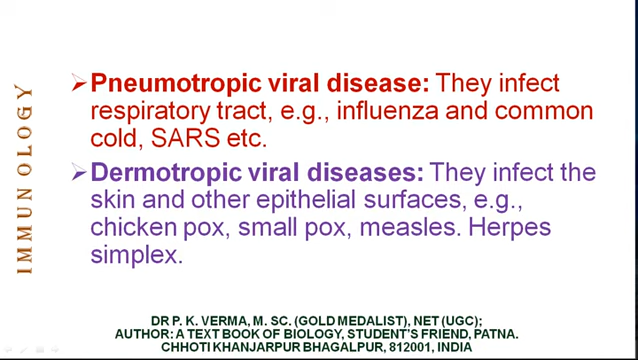 IMMUNOLOGY
Pneumotropic viral disease: They infect
respiratory tract, e.g., influenza and common
cold, SARS etc.
Dermotropic viral diseases: They infect the
skin and other epithelial surfaces, e.g.,
chicken pox, small pox, measles. Herpes
simplex.
DR P. K. VERMA, M. SC. (GOLD MEDALIST), NET (UGC);
AUTHOR: A TEXT BOOK OF BIOLOGY, STUDENT'S FRIEND, PATNA.
CHHOTI KHANJARPUR BHAGALPUR, 812001, INDIA